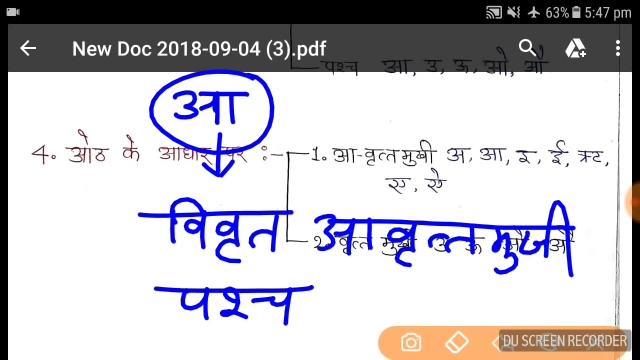 63% 5:47 pm
New Doc 2018-09-04 (3).pdf
पश्च आ, उ, ऊ, ओ, औ
आ
4. ओठ के आधार पर :- 1. आ-वृत्तमुखी अ, आ, इ, ई, ऋ,
ए, ऐ
विवृत आवृत्तमुखी
2. वृत्त मुखी उ ऊ ओ औ
पश्च
DU SCREEN RECORDER